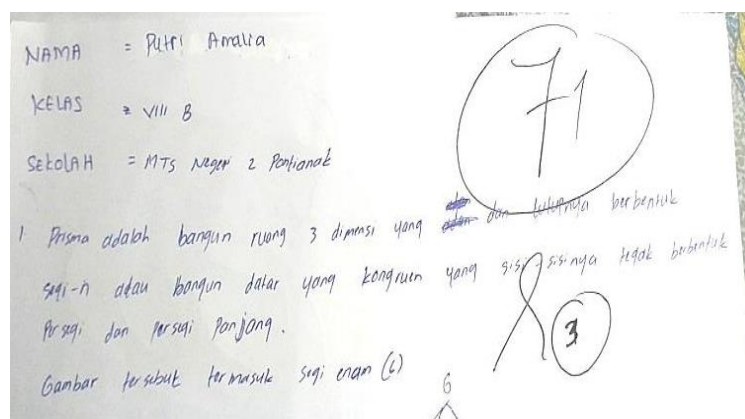 NAMA = Putri Amalia
71
KELAS = VIII B
SEKOLAH = MTS Negeri 2 Pontianak
1. Prisma adalah bangun ruang 3 dimensi yang dan tutupnya berbentuk
segi-n atau bangun datar yang kongruen yang sisi-sisinya tegak berbentuk
Persegi dan persegi panjang.
3
Gambar tersebut termasuk segi enam (6)
6